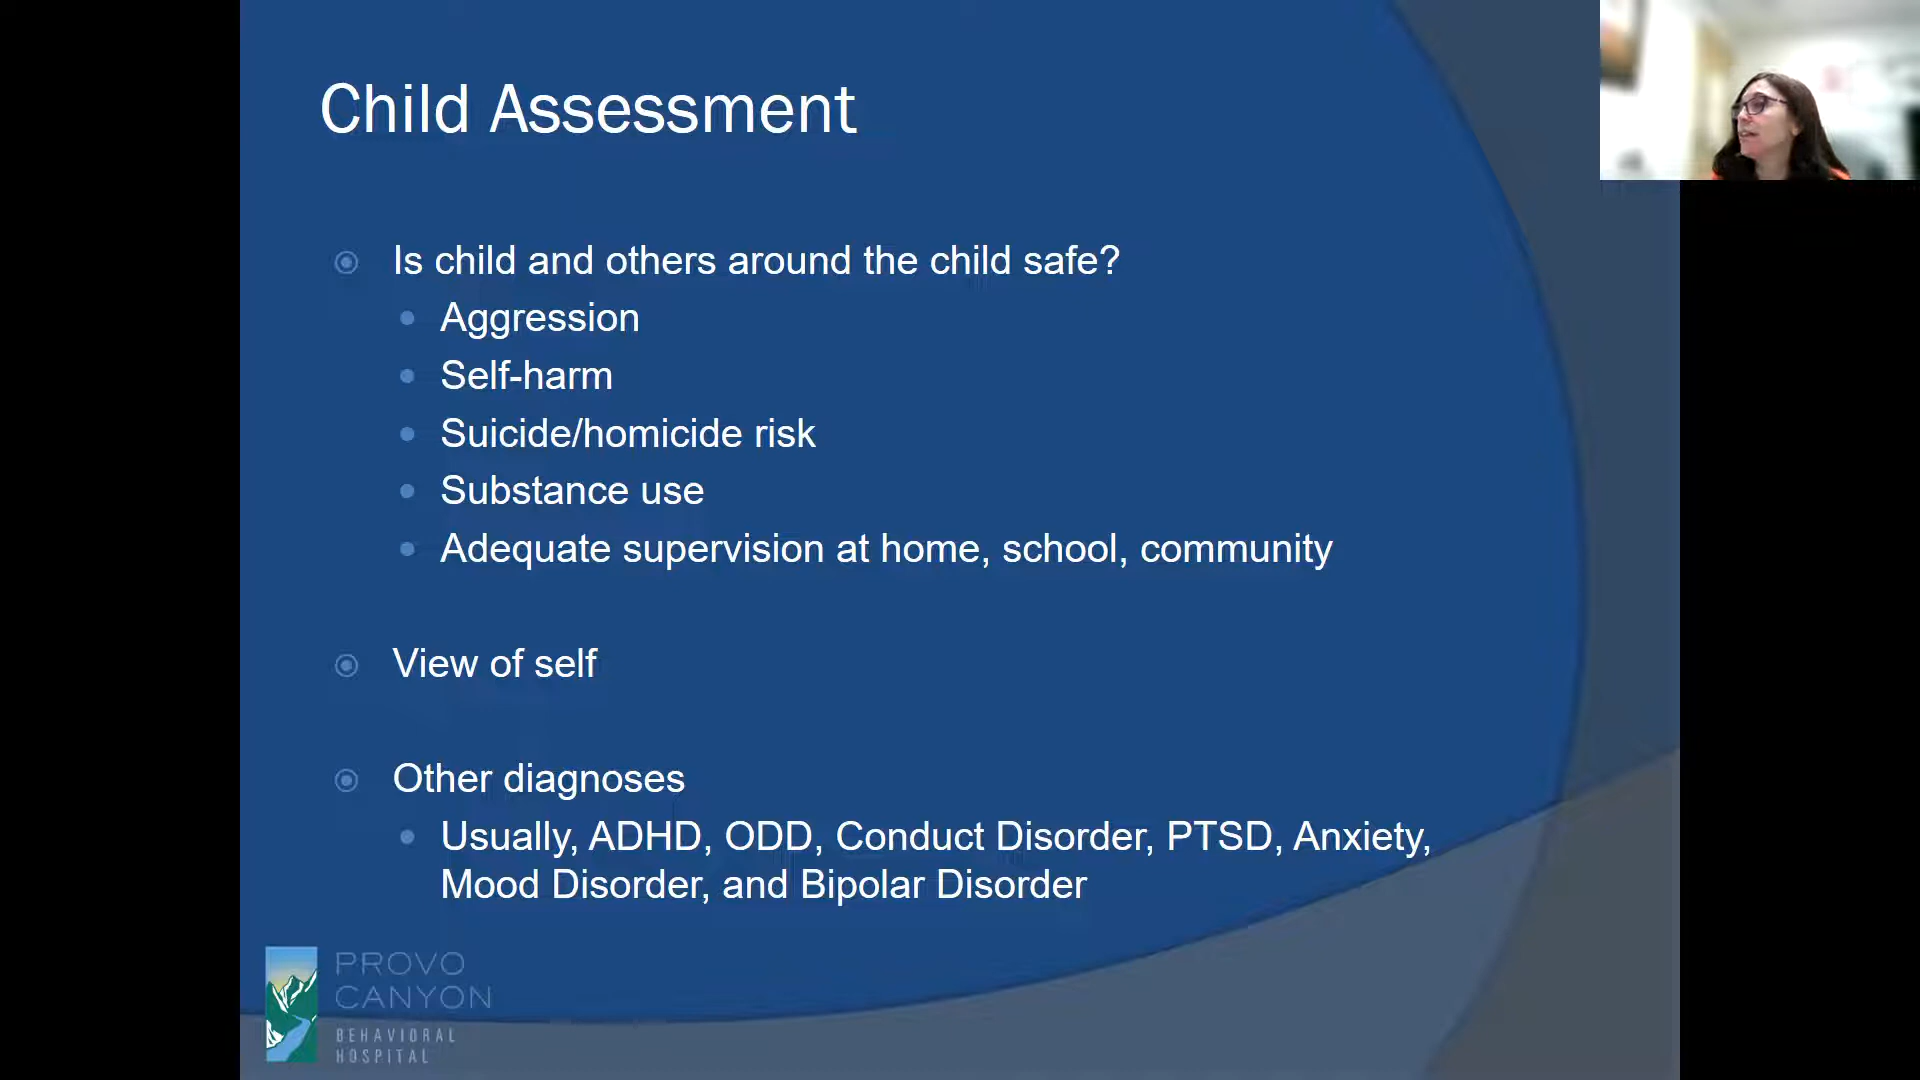 Child Assessment
Is child and others around the child safe?
Aggression
Self-harm
Suicide/homicide risk
Substance use
Adequate supervision at home, school, community
View of self
Other diagnoses
Usually, ADHD, ODD, Conduct Disorder, PTSD, Anxiety,
Mood Disorder, and Bipolar Disorder
PROVO
CANYON
BEHAVIORAL
HOSPITAL